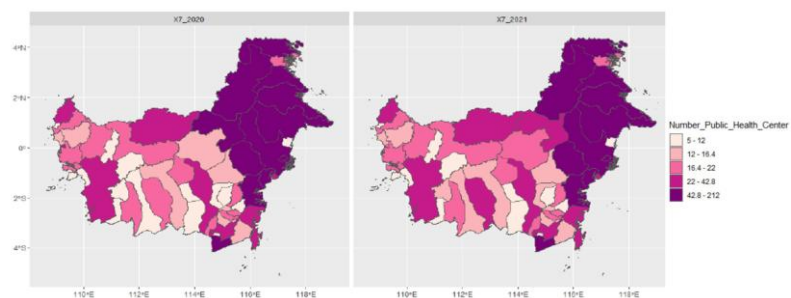 X7_2020
X7_2021
4°N
2°N
0°
2°S
4°S
110°E 112°E 114°E 116°E 118°E
110°E 112°E 114°E 116°E 118°E
Number_Public_Health_Center
5 - 12
12 - 16.4
16.4 - 22
22 - 42.8
42.8 - 212